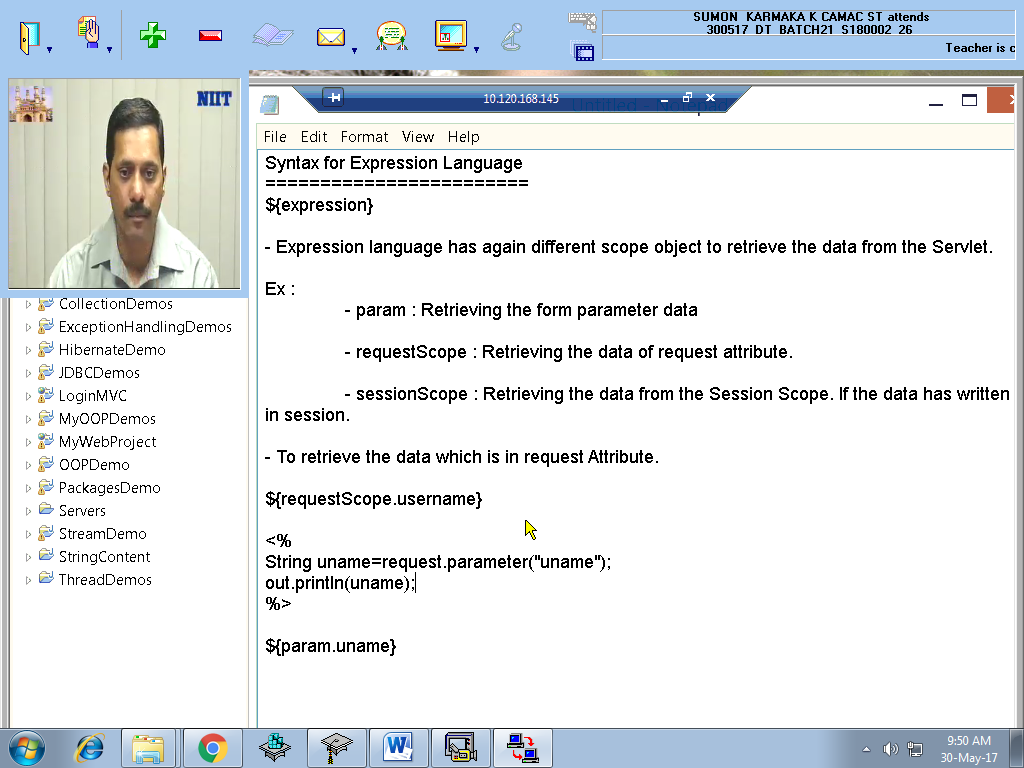 SUMON KARMAKA K CAMAC ST attends
300517_DT_BATCH21_S180002_26
Teacher is c
NIIT
10.120.168.145
Untitled - Notepad
File Edit Format View Help
Syntax for Expression Language
========================
${expression}
- Expression language has again different scope object to retrieve the data from the Servlet.
Ex :
- param : Retrieving the form parameter data
- requestScope : Retrieving the data of request attribute.
- sessionScope : Retrieving the data from the Session Scope. If the data has written
in session.
- To retrieve the data which is in request Attribute.
${requestScope.username}
<%
String uname=request.parameter("uname");
out.println(uname);
%>
${param.uname}
CollectionDemos
ExceptionHandlingDemos
HibernateDemo
JDBCDemos
LoginMVC
MyOOPDemos
MyWebProject
OOPDemo
PackagesDemo
Servers
StreamDemo
StringContent
ThreadDemos
9:50 AM
30-May-17